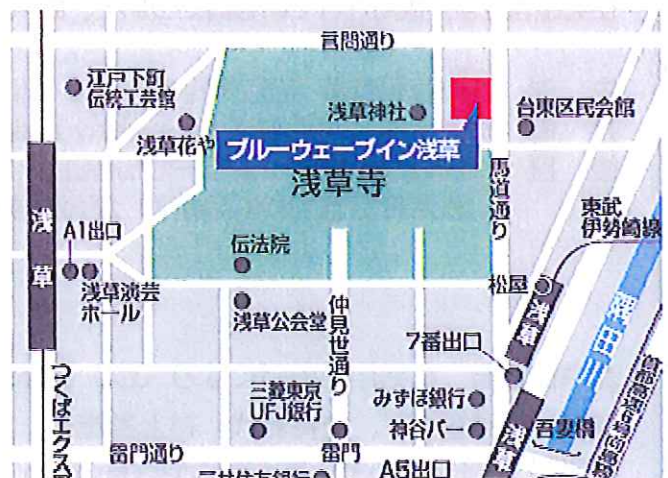 言問通り
江戸下町
伝統工芸館
浅草神社
台東区民会館
浅草花や
ブルーウェーブイン浅草
浅草寺
馬道通り
浅草
A1出口
東武
伊勢崎線
伝法院
浅草演芸
ホール
松屋
浅草
隅田川
浅草公会堂
仲見世通り
7番出口
つくばエクスプ
三菱東京
UFJ銀行
みずほ銀行
神谷バー
浅草
吾妻橋
雷門通り
雷門
A5出口